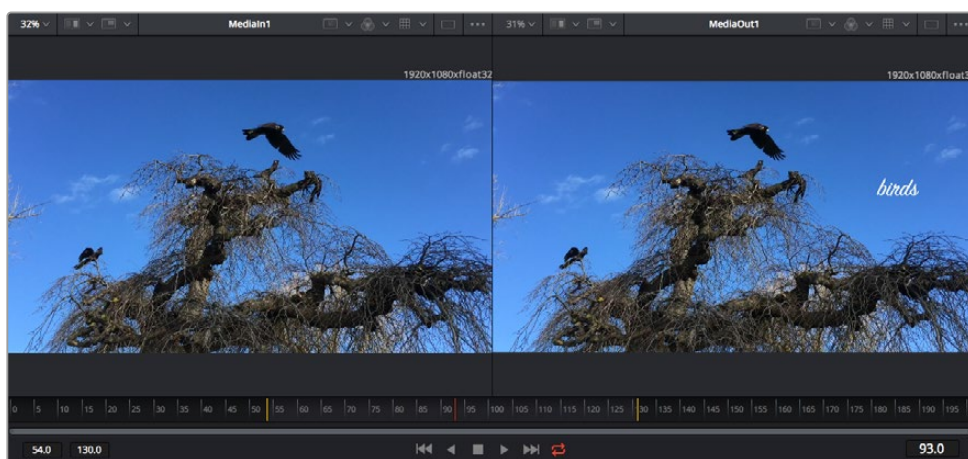 32% MediaIn1 31% MediaOut1
1920x1080xfloat32 1920x1080xfloat3
birds
0 5 10 15 20 25 30 35 40 45 50 55 60 65 70 75 80 85 90 95 100 105 110 115 120 125 130 135 140 145 150 155 160 165 170 175 180 185 190 195
54.0 130.0 93.0